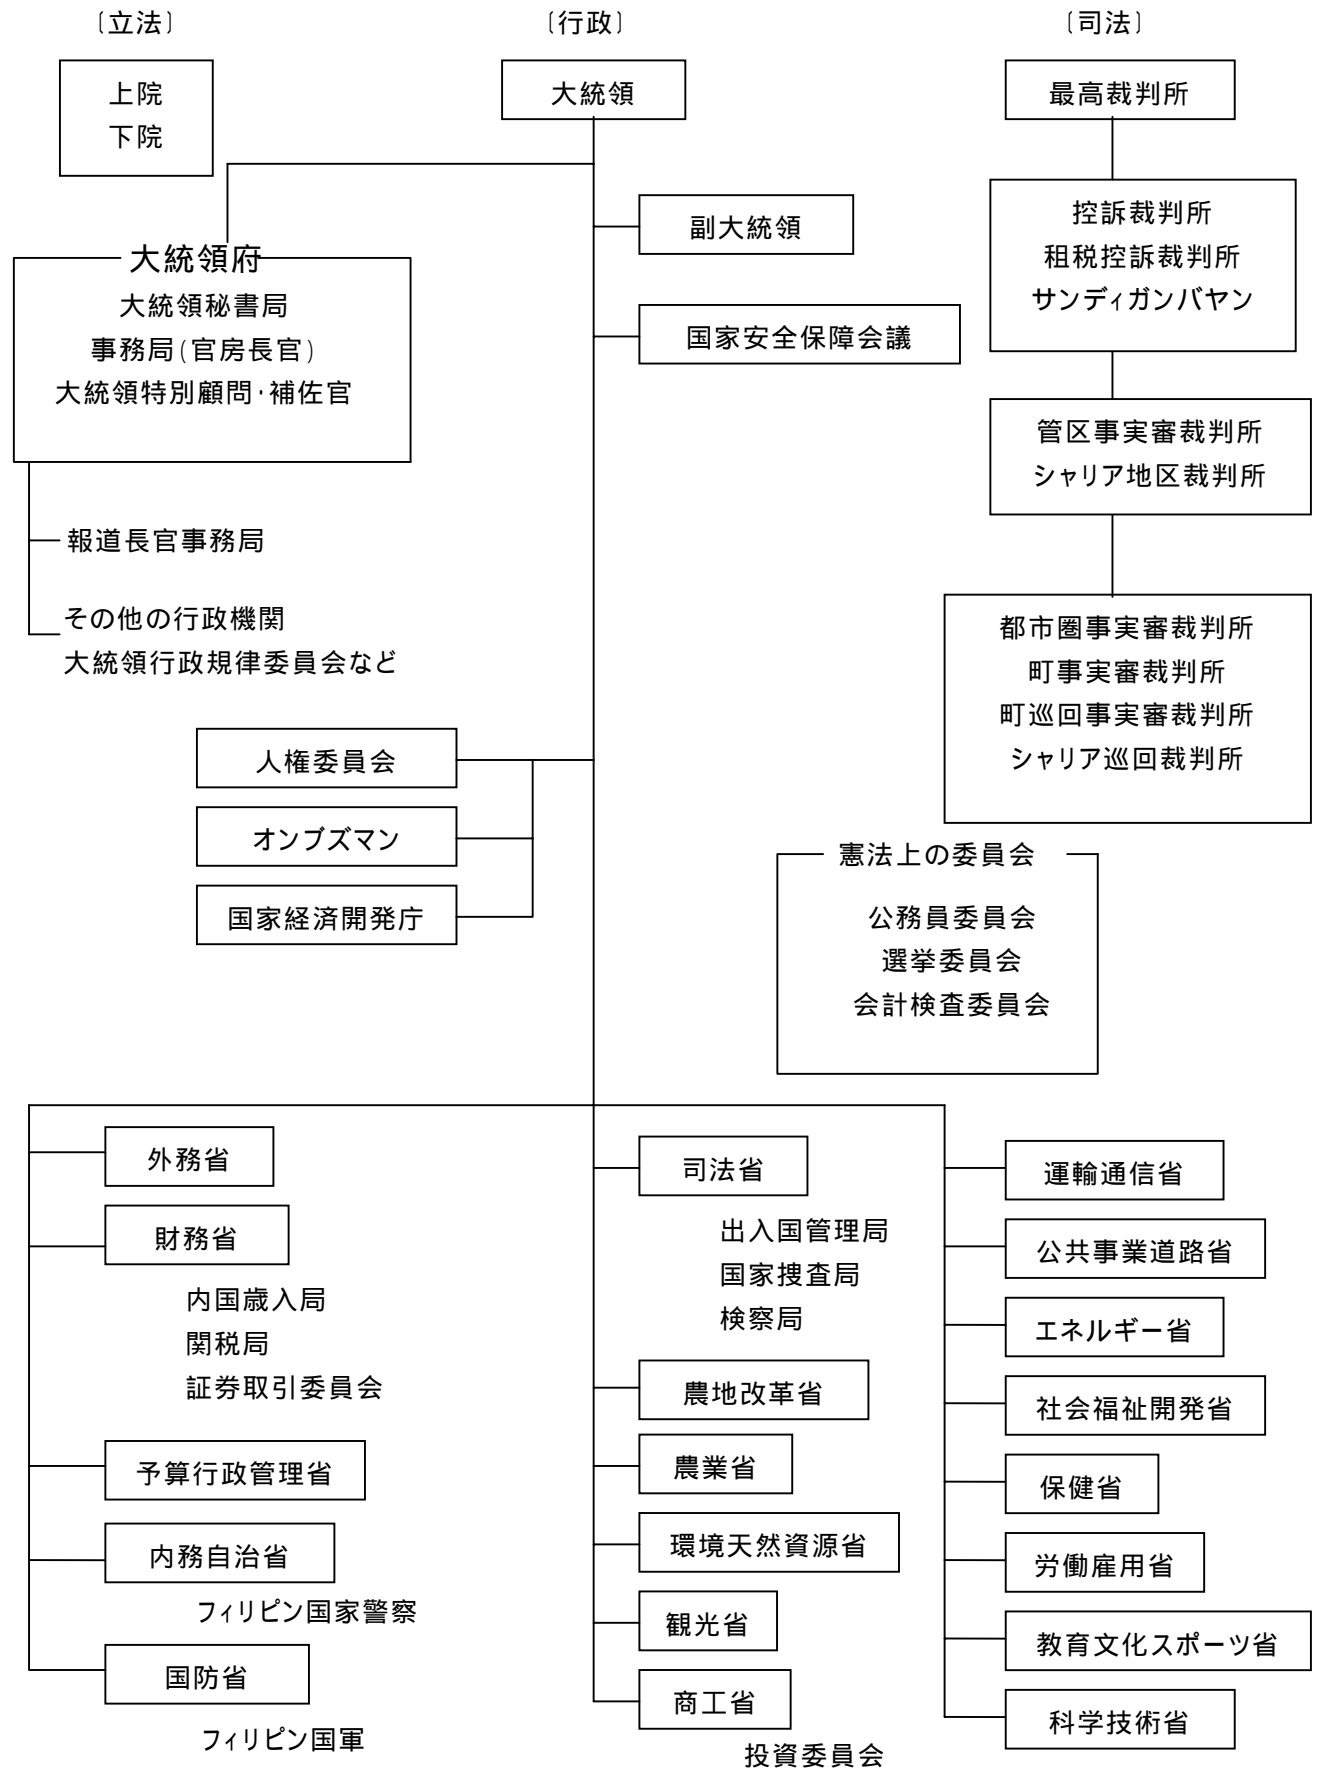 〔立法〕
〔行政〕
〔司法〕
上院
下院
大統領
最高裁判所
副大統領
国家安全保障会議
控訴裁判所
租税控訴裁判所
サンディガンバヤン
大統領府
大統領秘書局
事務局(官房長官)
大統領特別顧問・補佐官
管区事実審裁判所
シャリア地区裁判所
報道長官事務局
その他の行政機関
大統領行政規律委員会など
都市圏事実審裁判所
町事実審裁判所
町巡回事実審裁判所
シャリア巡回裁判所
人権委員会
オンブズマン
国家経済開発庁
憲法上の委員会
公務員委員会
選挙委員会
会計検査委員会
外務省
財務省
内国歳入局
関税局
証券取引委員会
予算行政管理省
内務自治省
フィリピン国家警察
国防省
フィリピン国軍
司法省
出入国管理局
国家捜査局
検察局
農地改革省
農業省
環境天然資源省
観光省
商工省
投資委員会
運輸通信省
公共事業道路省
エネルギー省
社会福祉開発省
保健省
労働雇用省
教育文化スポーツ省
科学技術省